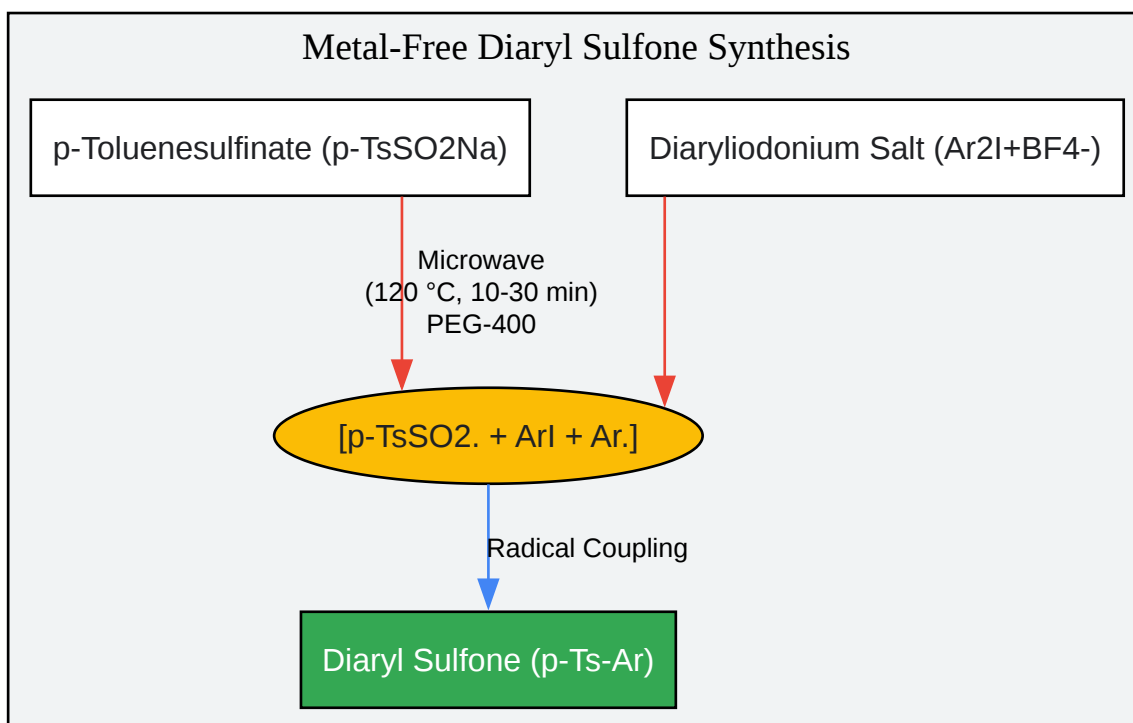 Metal-Free Diaryl Sulfone Synthesis
p-Toluenesulfinate (p-TsSO2Na)
Diaryliodonium Salt (Ar2I+BF4-)
Microwave
(120 °C, 10-30 min)
PEG-400
[p-TsSO2. + ArI + Ar.]
Radical Coupling
Diaryl Sulfone (p-Ts-Ar)